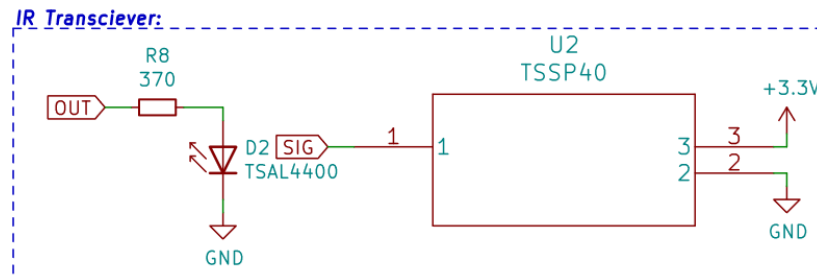 IR Transciever:
R8
370
OUT
D2
TSAL4400
GND
SIG
U2
TSSP40
1
1
3
3
2
2
+3.3V
GND